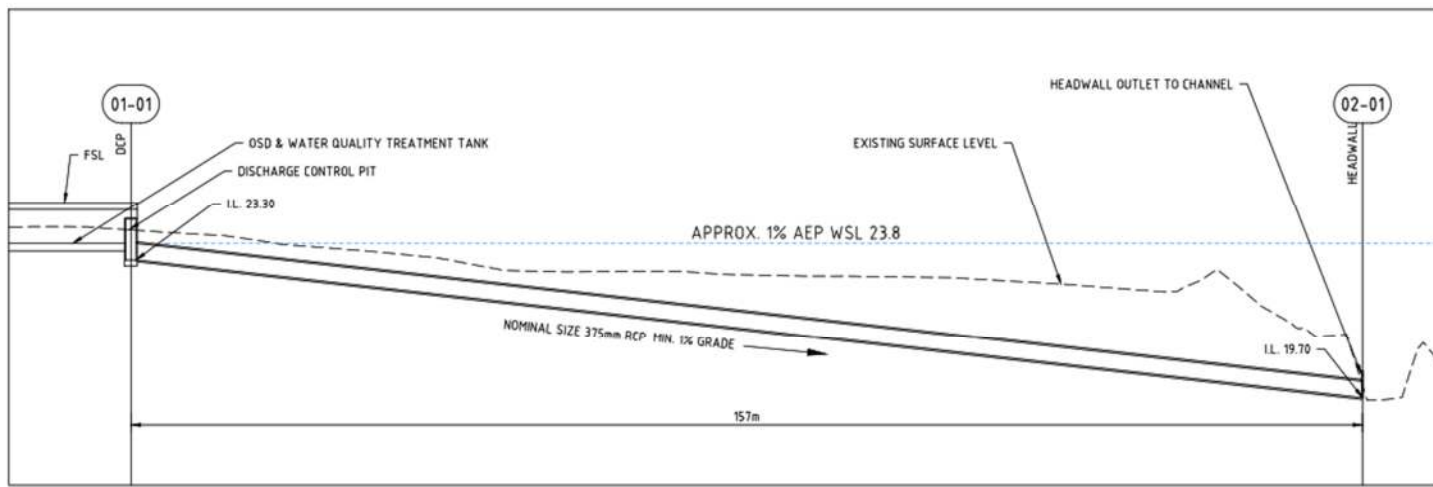 HEADWALL OUTLET TO CHANNEL
01-01
02-01
DCP
HEADWALL
OSD & WATER QUALITY TREATMENT TANK
EXISTING SURFACE LEVEL
FSL
DISCHARGE CONTROL PIT
I.L. 23.30
APPROX. 1% AEP WSL 23.8
NOMINAL SIZE 375mm RCP, MIN. 1% GRADE
I.L. 19.70
157m